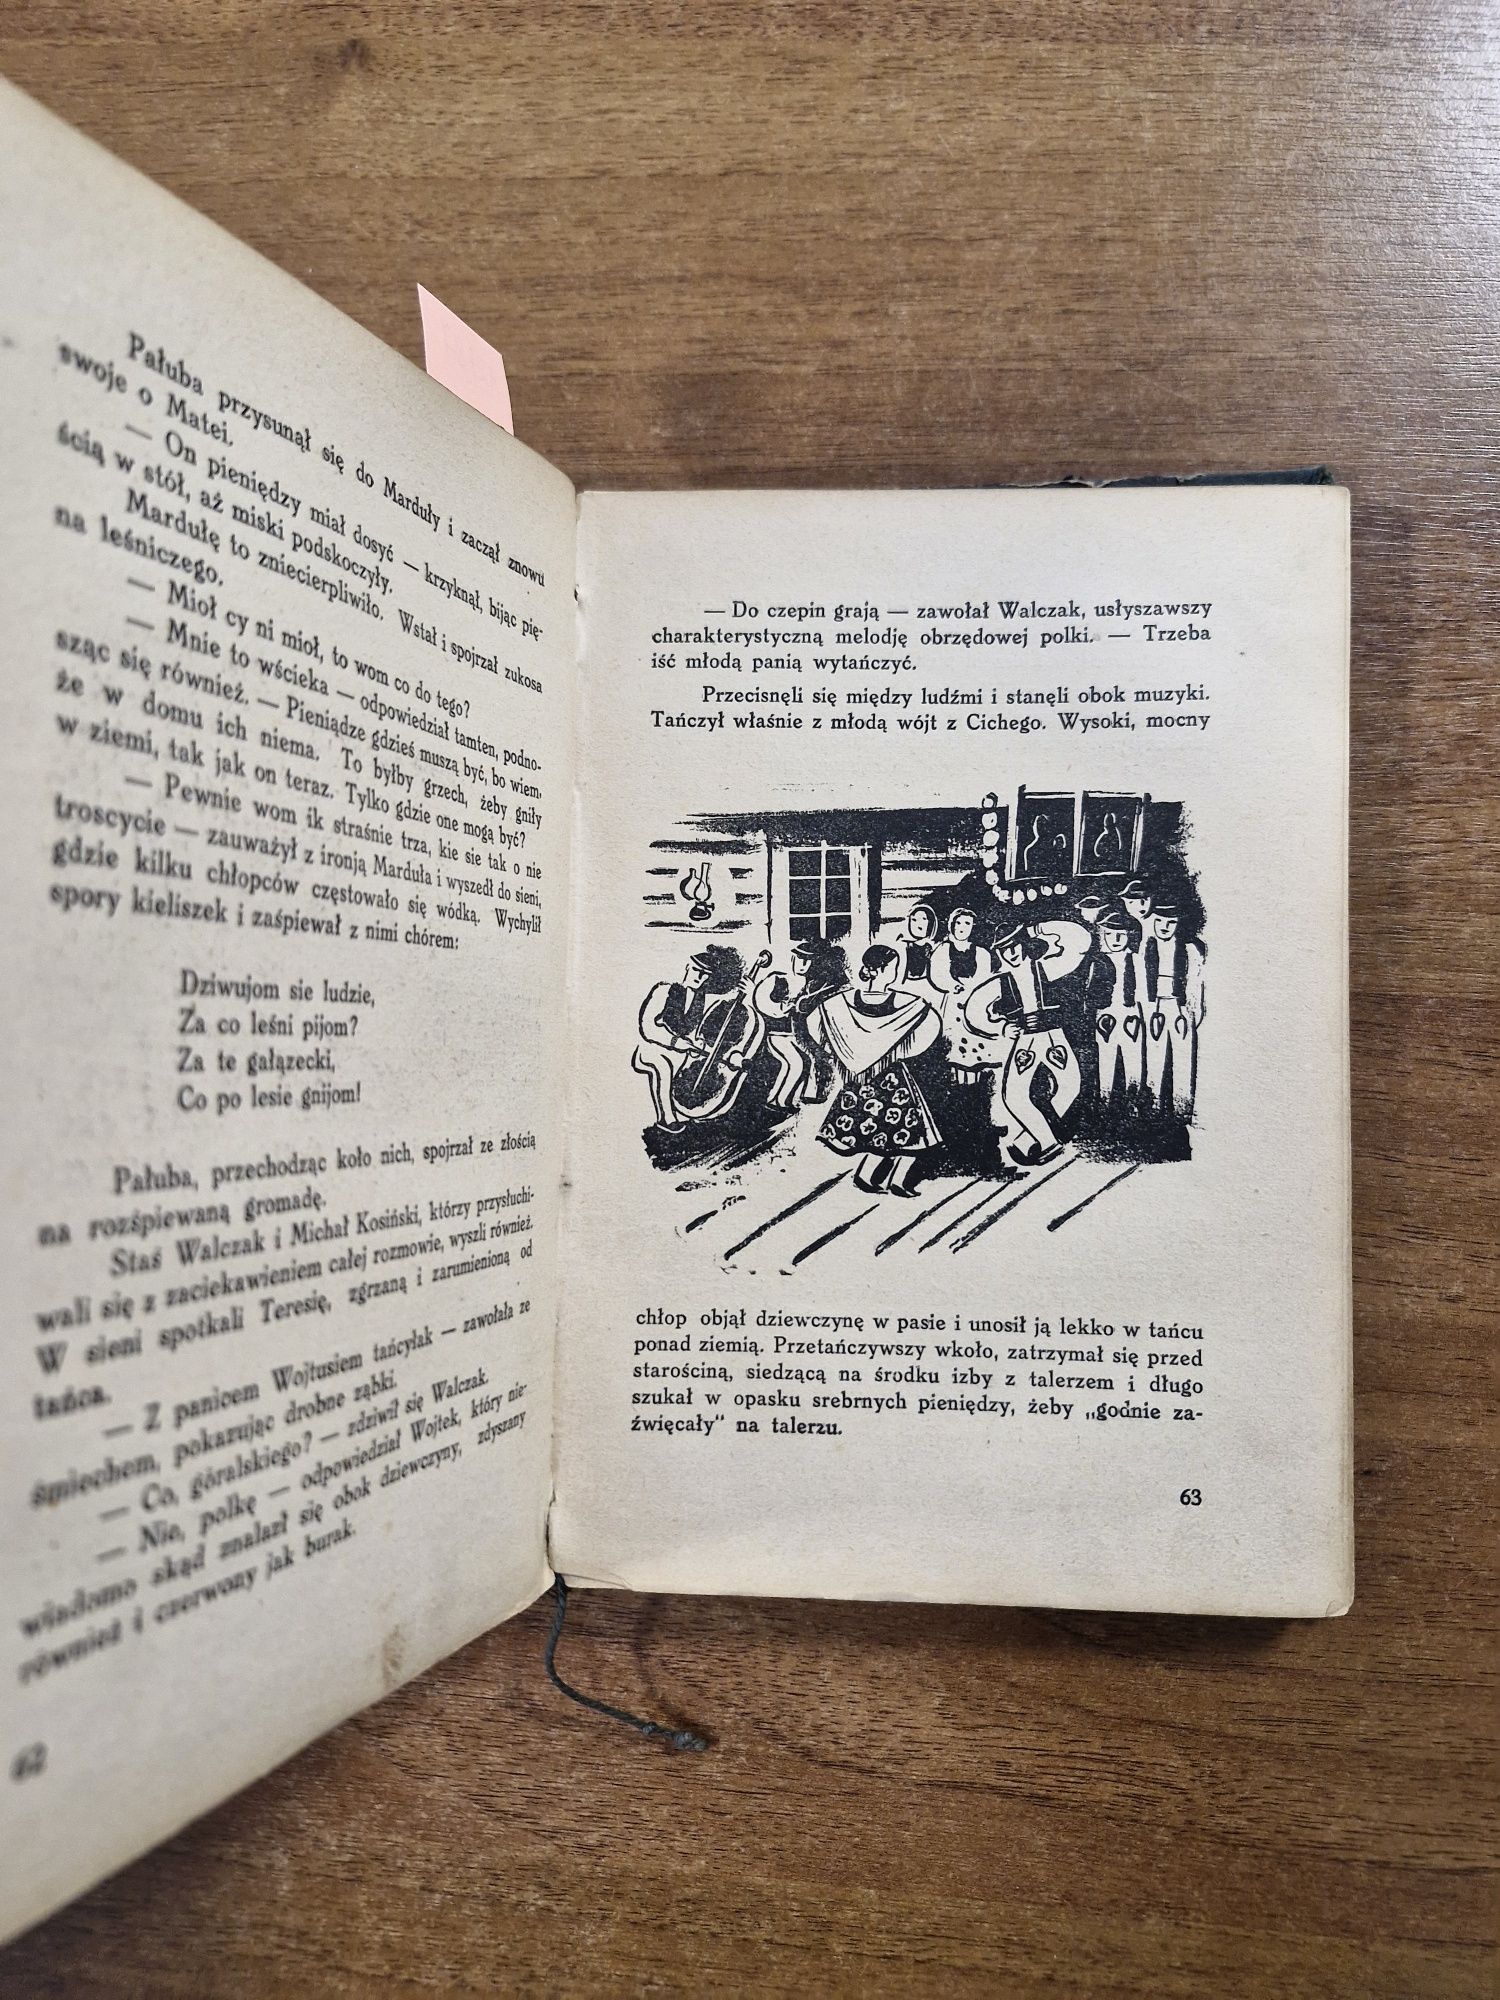 Pałuba przysunął się do Marduły i zaczął znowu
swoje o Matei.
— On pieniędzy miał dosyć — krzyknął, bijąc pię-
ścią w stół, aż miski podskoczyły.
Mardułę to zniecierpliwiło. Wstał i spojrzał zukosa
na leśniczego.
— Mioł cy ni mioł, to wom co do tego?
— Mnie to wścieka — odpowiedział tamten, podno-
sząc się również. — Pieniądze gdzieś muszą być, bo wiem,
że w domu ich niema. To byłby grzech, żeby gniły
w ziemi, tak jak on teraz. Tylko gdzie one mogą być?
— Pewnie wom ik straśnie trza, kie sie tak o nie
troscycie — zauważył z ironją Marduła i wyszedł do sieni,
gdzie kilku chłopców częstowało się wódką. Wychylił
spory kieliszek i zaśpiewał z nimi chórem:
Dziwujom sie ludzie,
Za co leśni pijom?
Za te gałązecki,
Co po lesie gnijom!
Pałuba, przechodząc koło nich, spojrzał ze złością
na rozśpiewaną gromadę.
Staś Walczak i Michał Kosiński, którzy przysłuchi-
wali się z zaciekawieniem całej rozmowie, wyszli również.
W sieni spotkali Teresię, zgrzaną i zarumienioną od
tańca.
— Z panicem Wojtusiem tańcyłak — zawołała ze
śmiechem, pokazując drobne ząbki.
— Co, góralskiego? — zdziwił się Walczak.
— Nie, polkę — odpowiedział Wojtek, który nie-
wiadomo skąd znalazł się obok dziewczyny, zdyszany
również i czerwony jak burak.
62
— Do czepin grają — zawołał Walczak, usłyszawszy
charakterystyczną melodję obrzędowej polki. — Trzeba
iść młodą panią wytańczyć.
Przecisnęli się między ludźmi i stanęli obok muzyki.
Tańczył właśnie z młodą wójt z Cichego. Wysoki, mocny
chłop objął dziewczynę w pasie i unosił ją lekko w tańcu
ponad ziemią. Przetańczywszy wkoło, zatrzymał się przed
starościną, siedzącą na środku izby z talerzem i długo
szukał w opasku srebrnych pieniędzy, żeby „godnie za-
źwięcały” na talerzu.
63